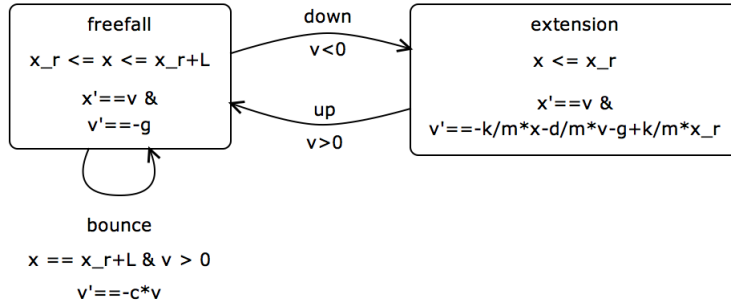 freefall
x_r <= x <= x_r+L
x'==v &
v'==-g
down
v<0
up
v>0
extension
x <= x_r
x'==v &
v'==-k/m*x-d/m*v-g+k/m*x_r
bounce
x == x_r+L & v > 0
v'==-c*v